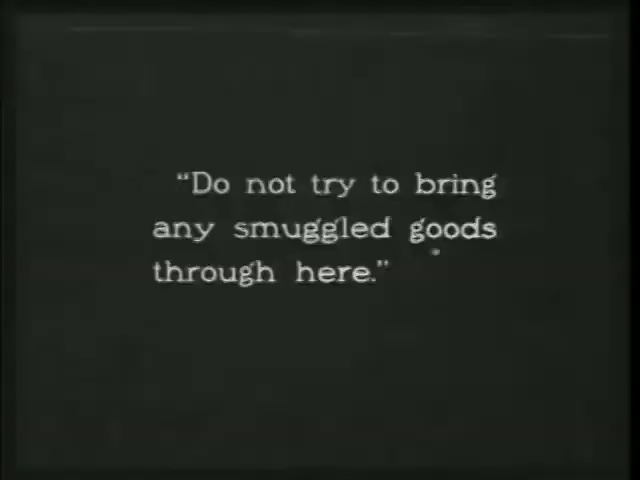 “Do not try to bring
any smuggled goods
through here.”